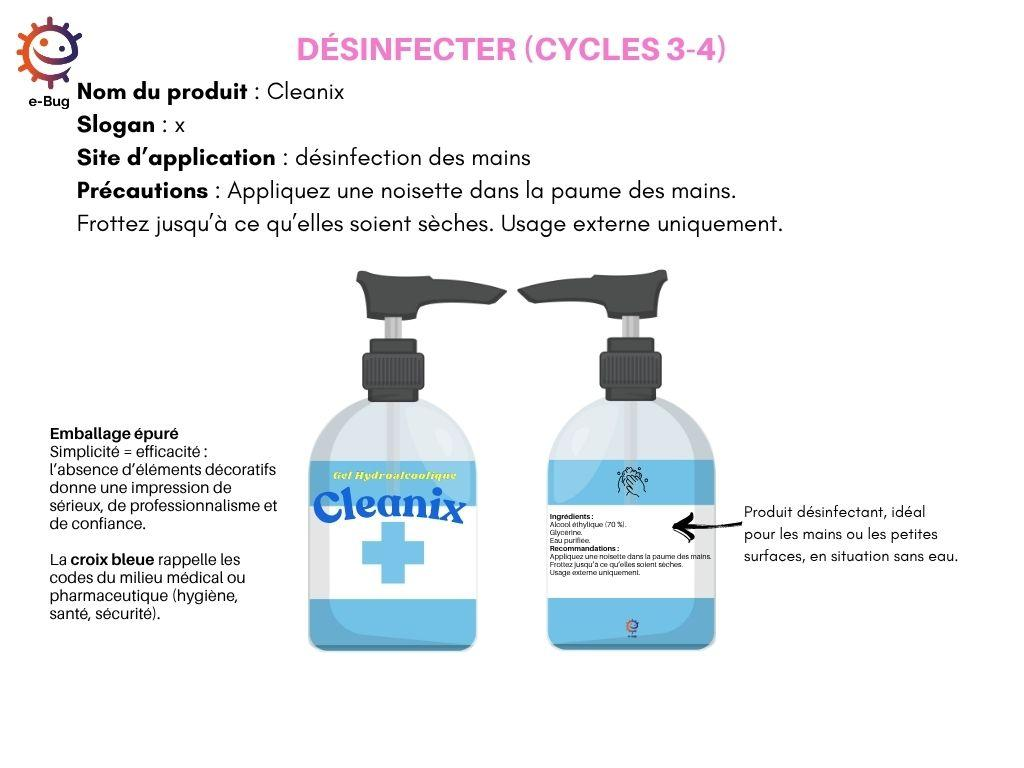 DÉSINFECTER (CYCLES 3-4)
e-Bug
Nom du produit : Cleanix
Slogan : x
Site d’application : désinfection des mains
Précautions : Appliquez une noisette dans la paume des mains.
Frottez jusqu’à ce qu’elles soient sèches. Usage externe uniquement.
Emballage épuré
Simplicité = efficacité :
l’absence d’éléments décoratifs
donne une impression de
sérieux, de professionnalisme et
de confiance.
La croix bleue rappelle les
codes du milieu médical ou
pharmaceutique (hygiène,
santé, sécurité).
Gel Hydroalcoolique
Cleanix
Ingrédients :
Alcool éthylique (70 %).
Glycérine.
Eau purifiée.
Recommandations :
Appliquez une noisette dans la paume des mains.
Frottez jusqu’à ce qu’elles soient sèches.
Usage externe uniquement.
e-Bug
Produit désinfectant, idéal
pour les mains ou les petites
surfaces, en situation sans eau.